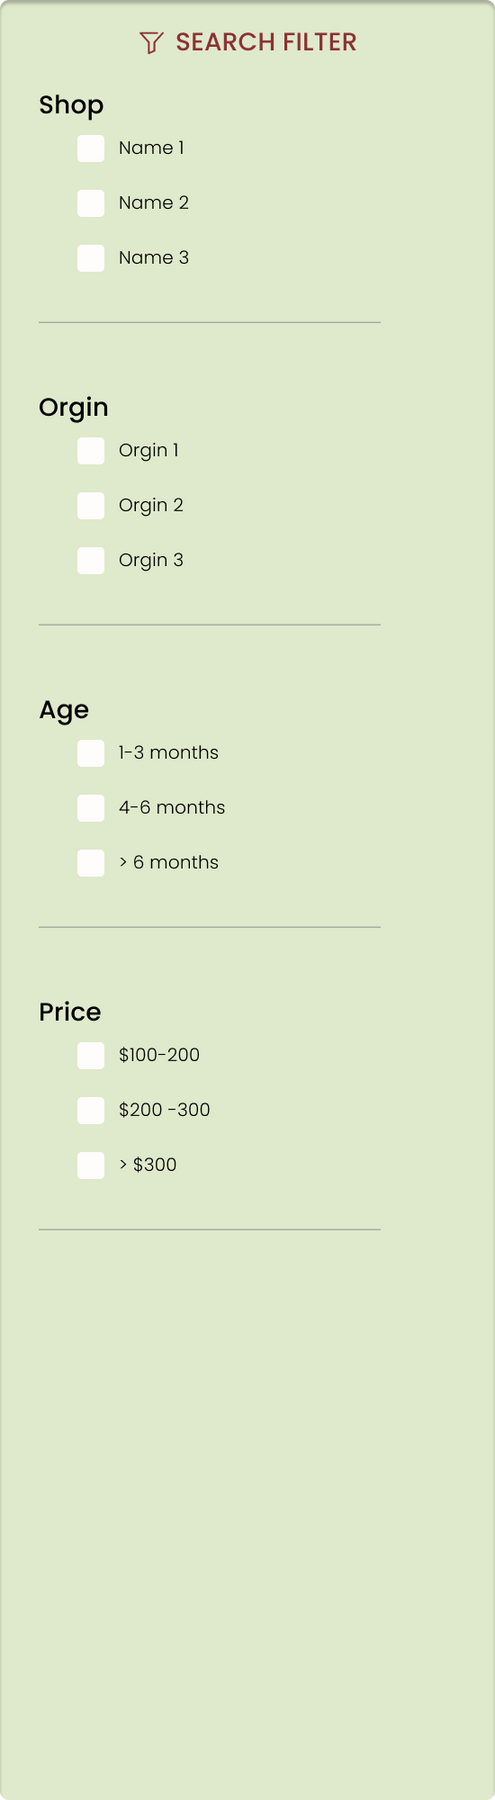 SEARCH FILTER
Shop
Name 1
Name 2
Name 3
Orgin
Orgin 1
Orgin 2
Orgin 3
Age
1-3 months
4-6 months
> 6 months
Price
$100-200
$200 -300
> $300